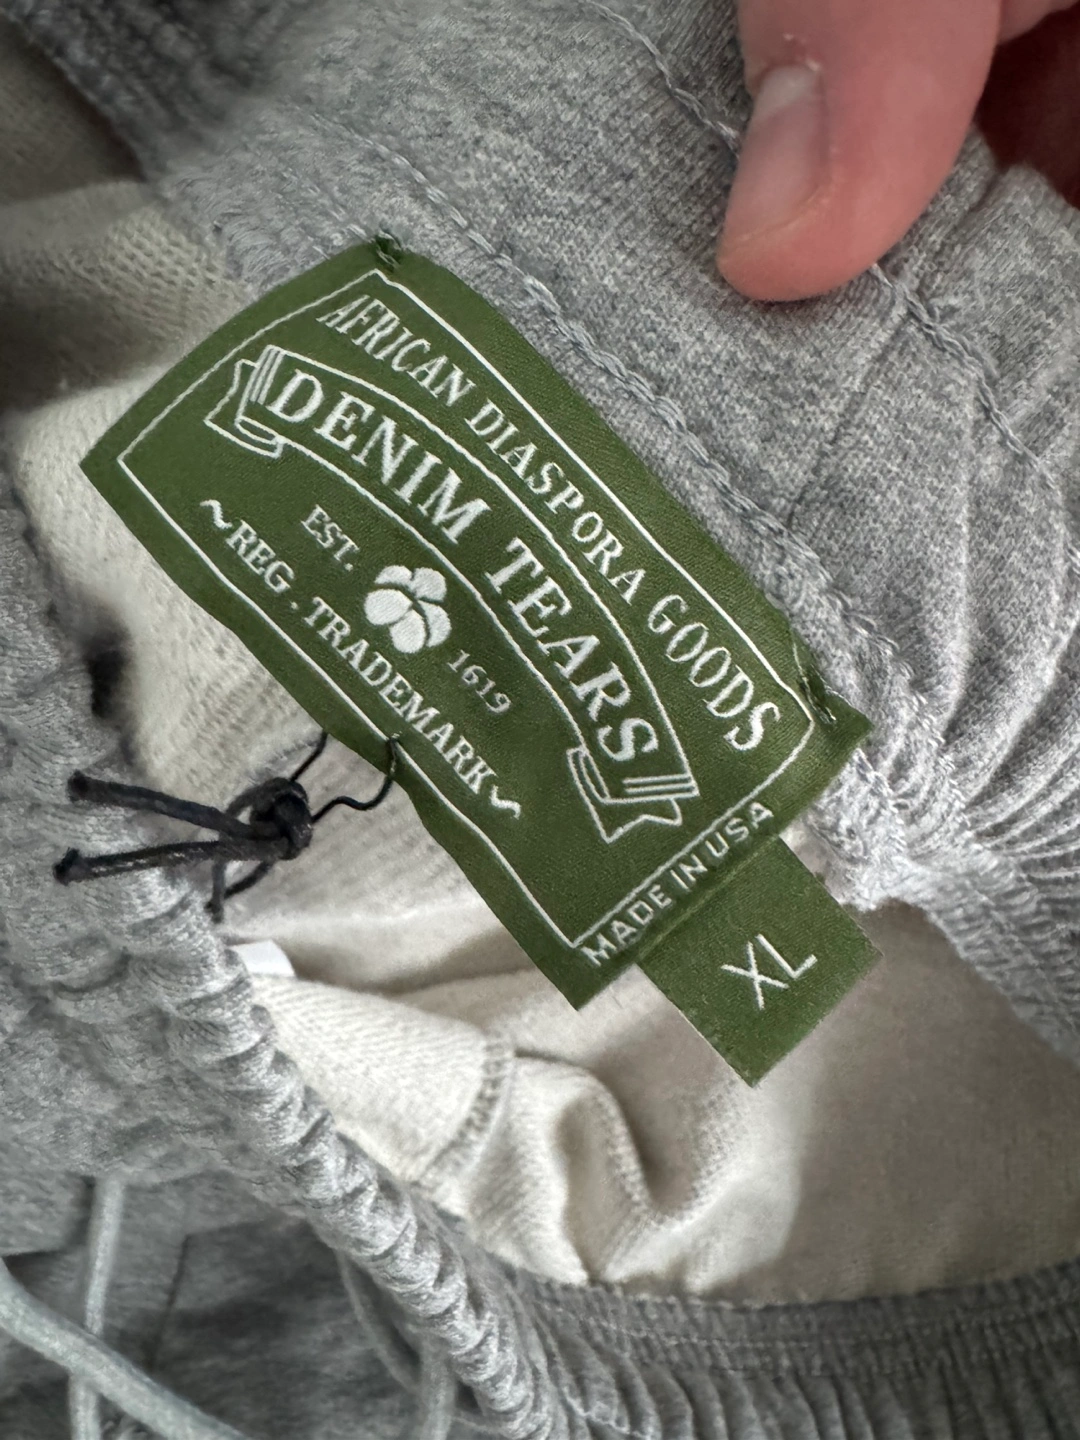 AFRICAN DIASPORA GOODS
DENIM TEARS
EST. 1619
~REG. TRADEMARK~
MADE IN USA
XL